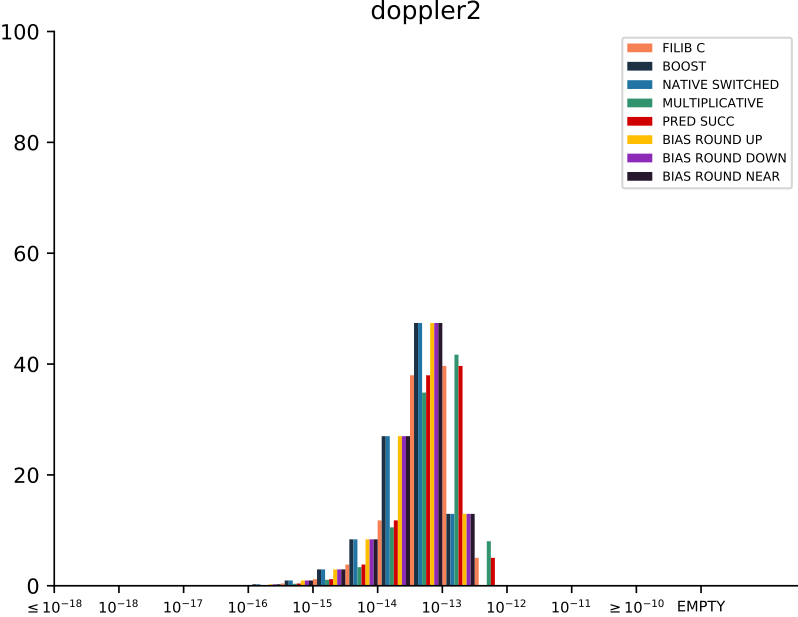 doppler2
100
80
60
40
20
0
FILIB C
BOOST
NATIVE SWITCHED
MULTIPLICATIVE
PRED SUCC
BIAS ROUND UP
BIAS ROUND DOWN
BIAS ROUND NEAR
≤10⁻¹⁸ 10⁻¹⁸ 10⁻¹⁷ 10⁻¹⁶ 10⁻¹⁵ 10⁻¹⁴ 10⁻¹³ 10⁻¹² 10⁻¹¹ ≥10⁻¹⁰ EMPTY